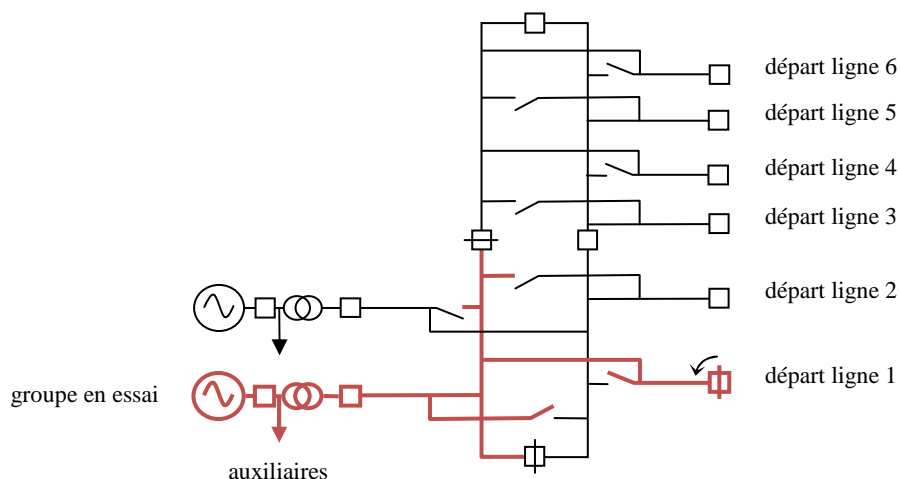 départ ligne 6
départ ligne 5
départ ligne 4
départ ligne 3
départ ligne 2
départ ligne 1
groupe en essai
auxiliaires